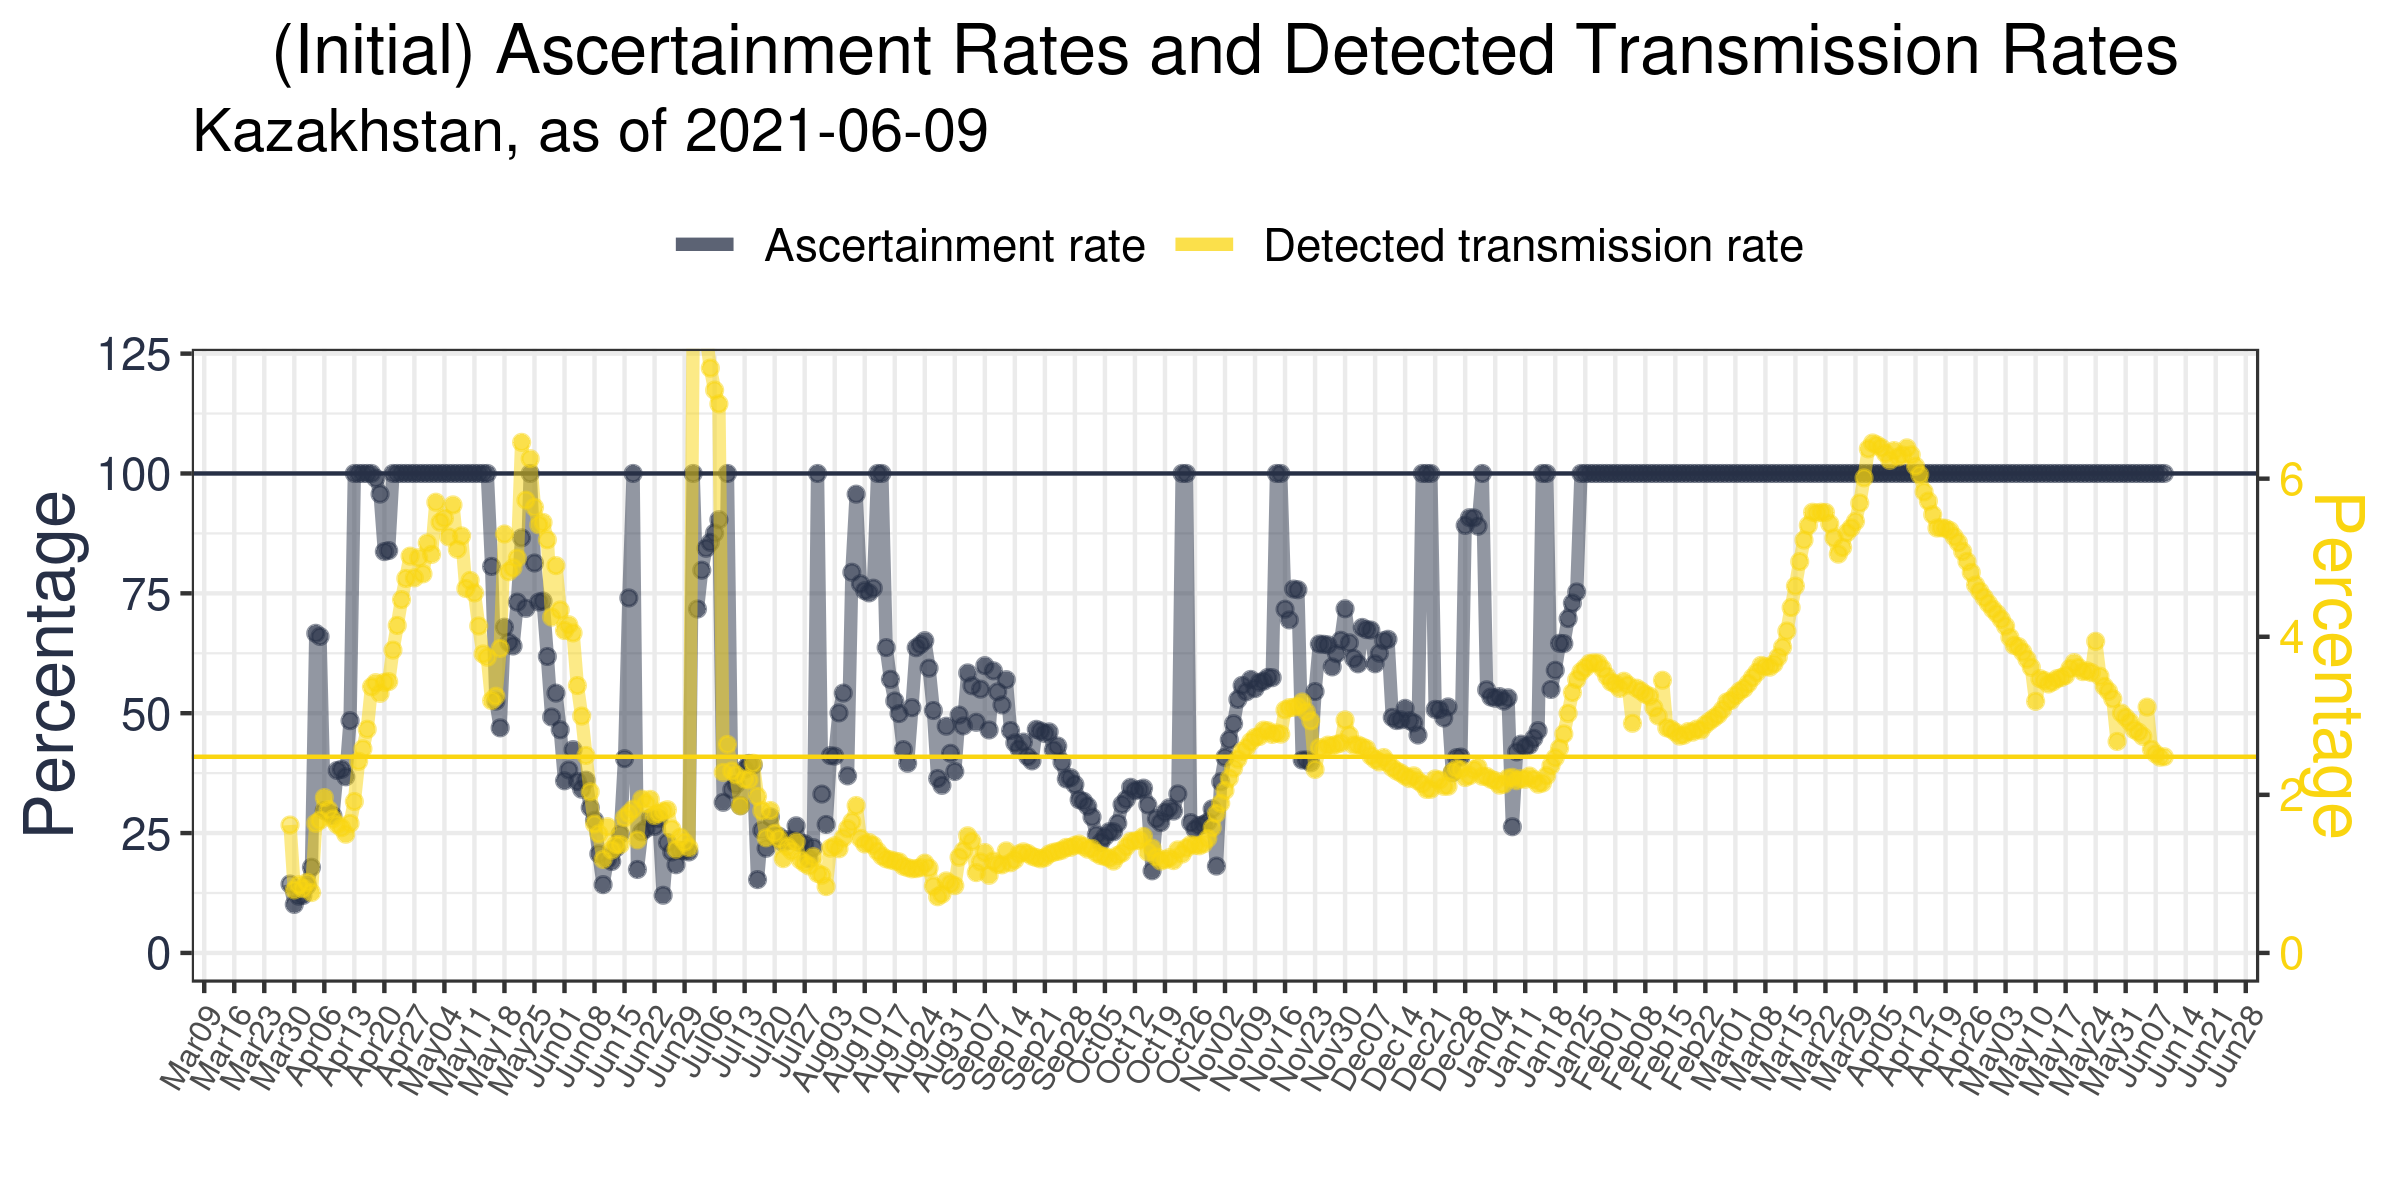 (Initial) Ascertainment Rates and Detected Transmission Rates
Kazakhstan, as of 2021-06-09
Ascertainment rate
Detected transmission rate
Percentage
125
100
75
50
25
0
6
4
2
0
Percentage
Mar09
Mar16
Mar23
Mar30
Apr06
Apr13
Apr20
Apr27
May04
May11
May18
May25
Jun01
Jun08
Jun15
Jun22
Jun29
Jul06
Jul13
Jul20
Jul27
Aug03
Aug10
Aug17
Aug24
Aug31
Sep07
Sep14
Sep21
Sep28
Oct05
Oct12
Oct19
Oct26
Nov02
Nov09
Nov16
Nov23
Nov30
Dec07
Dec14
Dec21
Dec28
Jan04
Jan11
Jan18
Jan25
Feb01
Feb08
Feb15
Feb22
Mar01
Mar08
Mar15
Mar22
Mar29
Apr05
Apr12
Apr19
Apr26
May03
May10
May17
May24
May31
Jun07
Jun14
Jun21
Jun28